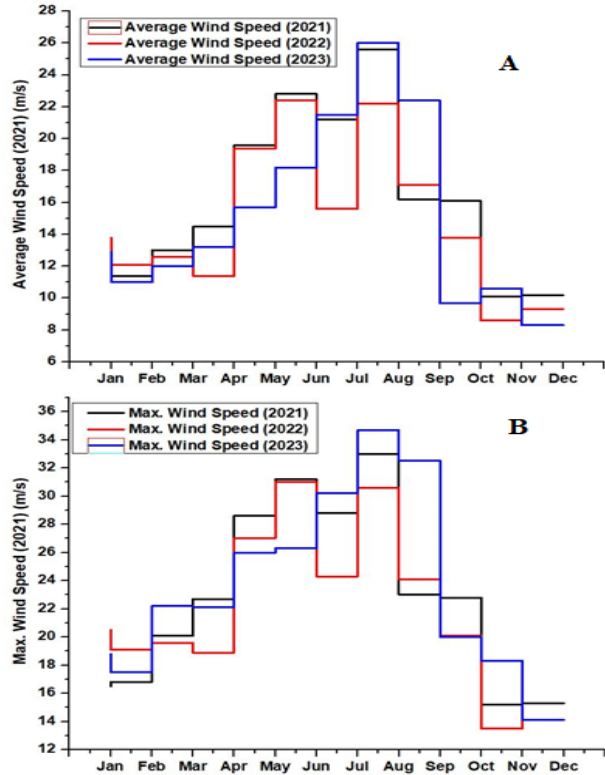 Average Wind Speed (2021)
Average Wind Speed (2022)
Average Wind Speed (2023)
A
Average Wind Speed (2021) (m/s)
28
26
24
22
20
18
16
14
12
10
8
6
Jan Feb Mar Apr May Jun Jul Aug Sep Oct Nov Dec
Max. Wind Speed (2021)
Max. Wind Speed (2022)
Max. Wind Speed (2023)
B
Max. Wind Speed (2021) (m/s)
36
34
32
30
28
26
24
22
20
18
16
14
12
Jan Feb Mar Apr May Jun Jul Aug Sep Oct Nov Dec